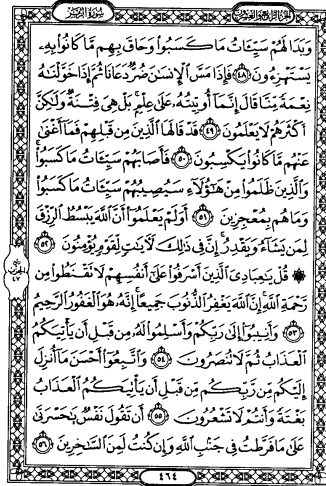 الجزء الرابع والعشرون
سورة الزمر
وَبَدَا لَهُمْ سَيِّـَٔاتُ مَا كَسَبُوا۟ وَحَاقَ بِهِم مَّا كَانُوا۟ بِهِۦ
يَسْتَهْزِءُونَ ﴿٤٨﴾ فَإِذَا مَسَّ ٱلْإِنسَـٰنَ ضُرٌّ دَعَانَا ثُمَّ إِذَا خَوَّلْنَـٰهُ
نِعْمَةً مِّنَّا قَالَ إِنَّمَآ أُوتِيتُهُۥ عَلَىٰ عِلْمٍۭ ۚ بَلْ هِىَ فِتْنَةٌ وَلَـٰكِنَّ
أَكْثَرَهُمْ لَا يَعْلَمُونَ ﴿٤٩﴾ قَدْ قَالَهَا ٱلَّذِينَ مِن قَبْلِهِمْ فَمَآ أَغْنَىٰ
عَنْهُم مَّا كَانُوا۟ يَكْسِبُونَ ﴿٥٠﴾ فَأَصَابَهُمْ سَيِّـَٔاتُ مَا كَسَبُوا۟ ۚ
وَٱلَّذِينَ ظَلَمُوا۟ مِنْ هَـٰٓؤُلَآءِ سَيُصِيبُهُمْ سَيِّـَٔاتُ مَا كَسَبُوا۟
وَمَا هُم بِمُعْجِزِينَ ﴿٥١﴾ أَوَلَمْ يَعْلَمُوٓا۟ أَنَّ ٱللَّهَ يَبْسُطُ ٱلرِّزْقَ
لِمَن يَشَآءُ وَيَقْدِرُ ۚ إِنَّ فِى ذَٰلِكَ لَـَٔايَـٰتٍ لِّقَوْمٍ يُؤْمِنُونَ ﴿٥٢﴾
۞ قُلْ يَـٰعِبَادِىَ ٱلَّذِينَ أَسْرَفُوا۟ عَلَىٰٓ أَنفُسِهِمْ لَا تَقْنَطُوا۟ مِن
رَّحْمَةِ ٱللَّهِ ۚ إِنَّ ٱللَّهَ يَغْفِرُ ٱلذُّنُوبَ جَمِيعًا ۚ إِنَّهُۥ هُوَ ٱلْغَفُورُ ٱلرَّحِيمُ
﴿٥٣﴾ وَأَنِيبُوٓا۟ إِلَىٰ رَبِّكُمْ وَأَسْلِمُوا۟ لَهُۥ مِن قَبْلِ أَن يَأْتِيَكُمُ
ٱلْعَذَابُ ثُمَّ لَا تُنصَرُونَ ﴿٥٤﴾ وَٱتَّبِعُوٓا۟ أَحْسَنَ مَآ أُنزِلَ
إِلَيْكُم مِّن رَّبِّكُم مِّن قَبْلِ أَن يَأْتِيَكُمُ ٱلْعَذَابُ
بَغْتَةً وَأَنتُمْ لَا تَشْعُرُونَ ﴿٥٥﴾ أَن تَقُولَ نَفْسٌ يَـٰحَسْرَتَىٰ
عَلَىٰ مَا فَرَّطتُ فِى جَنۢبِ ٱللَّهِ وَإِن كُنتُ لَمِنَ ٱلسَّـٰخِرِينَ ﴿٥٦﴾
٤٦٤